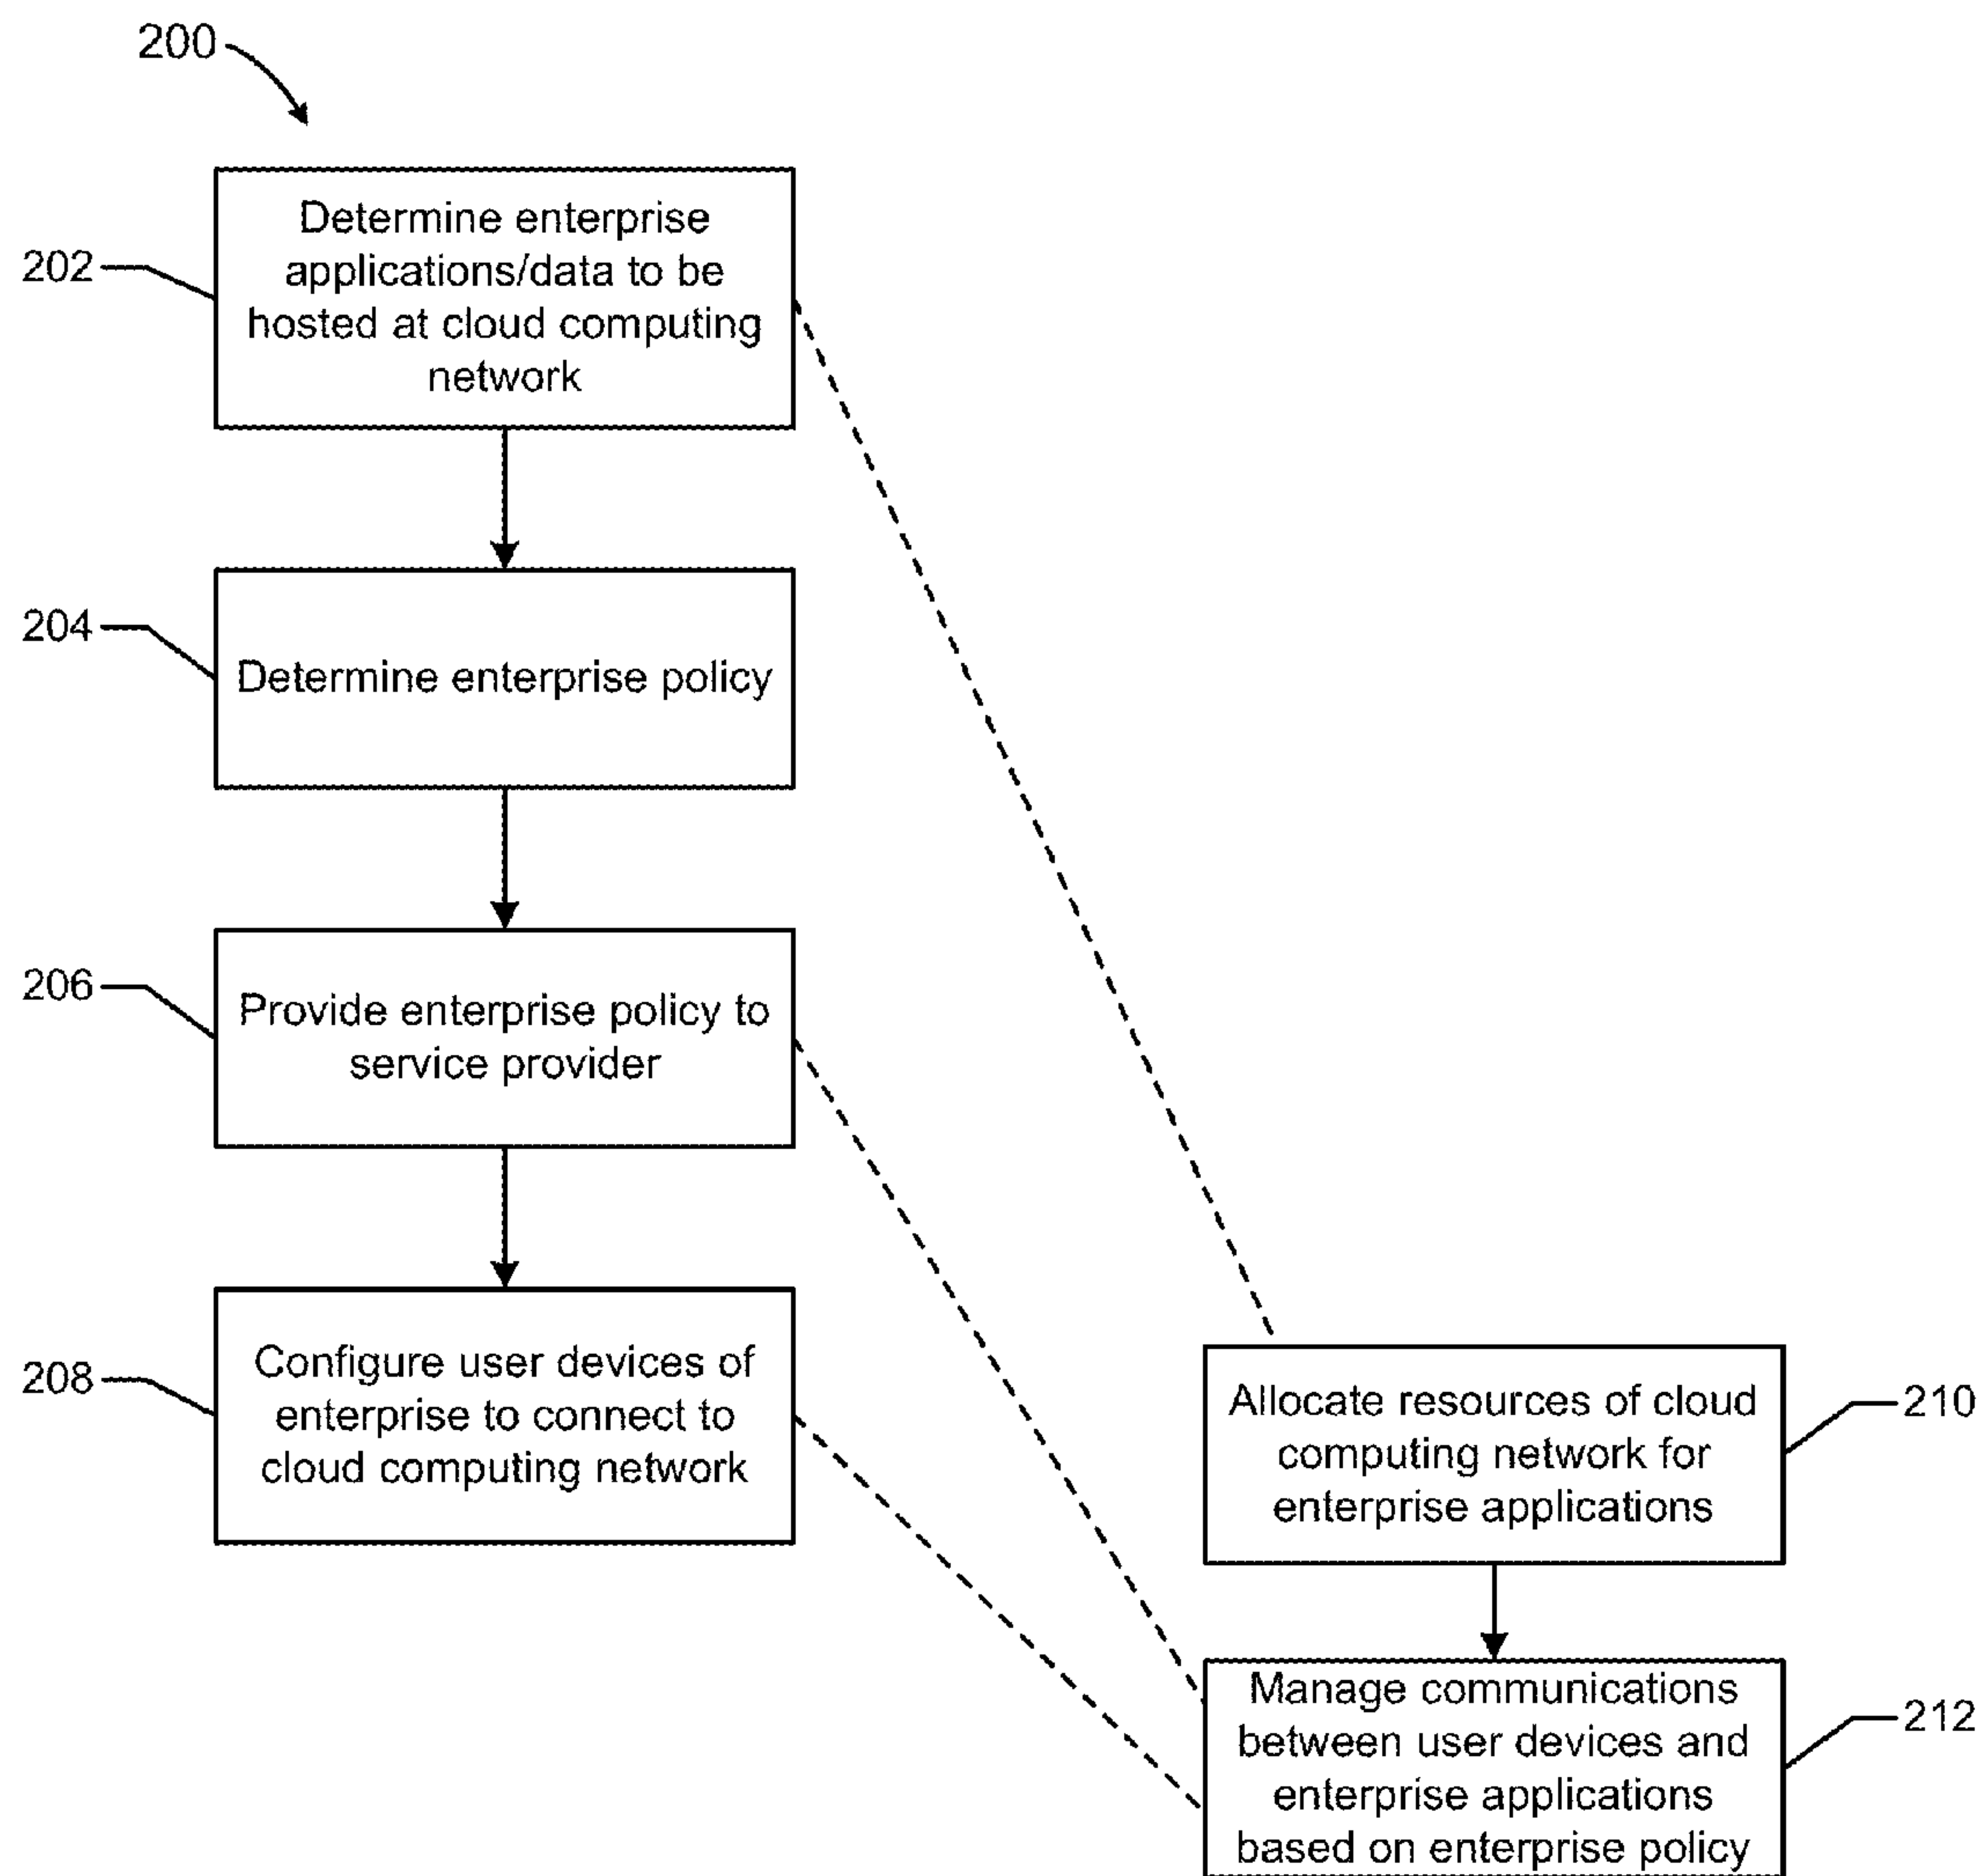 200
202
Determine enterprise
applications/data to be
hosted at cloud computing
network
204
Determine enterprise policy
206
Provide enterprise policy to
service provider
208
Configure user devices of
enterprise to connect to
cloud computing network
Allocate resources of cloud
computing network for
enterprise applications
210
Manage communications
between user devices and
enterprise applications
based on enterprise policy
212